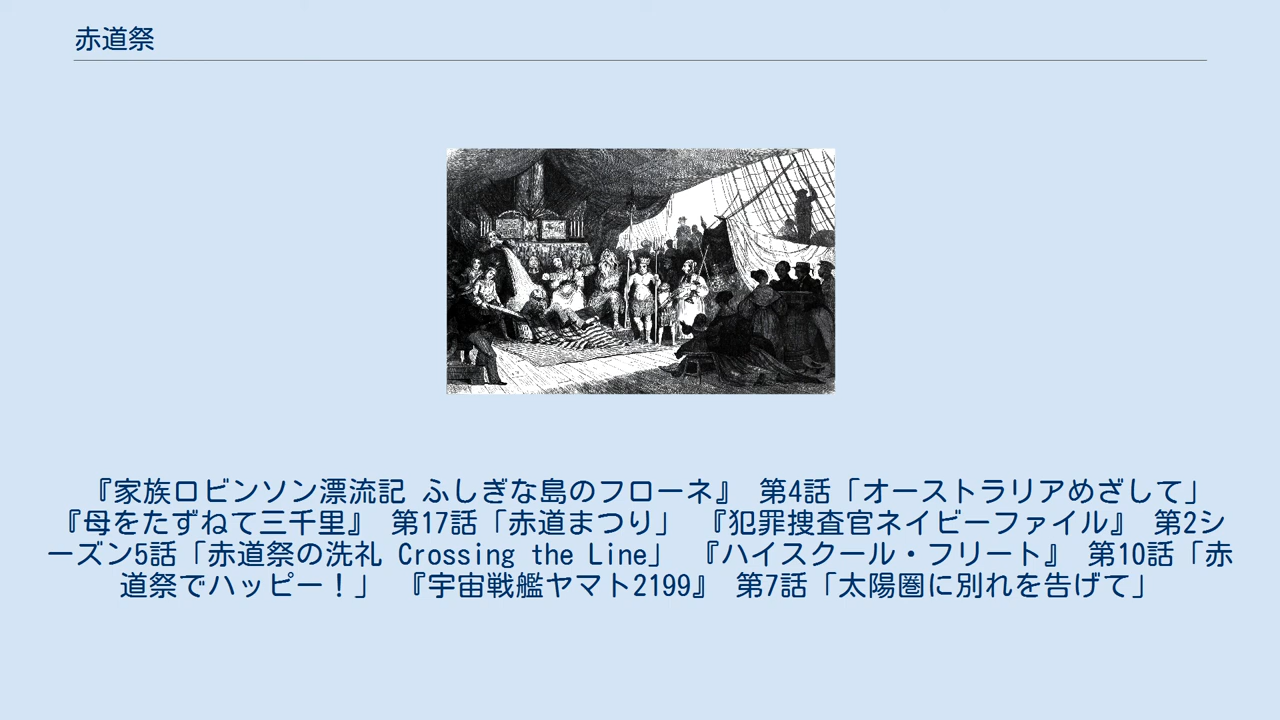 赤道祭
『家族ロビンソン漂流記 ふしぎな島のフローネ』 第4話「オーストラリアめざして」
『母をたずねて三千里』 第17話「赤道まつり」 『犯罪捜査官ネイビーファイル』 第2シ
ーズン5話「赤道祭の洗礼 Crossing the Line」 『ハイスクール・フリート』 第10話「赤
道祭でハッピー！」 『宇宙戦艦ヤマト2199』 第7話「太陽圏に別れを告げて」